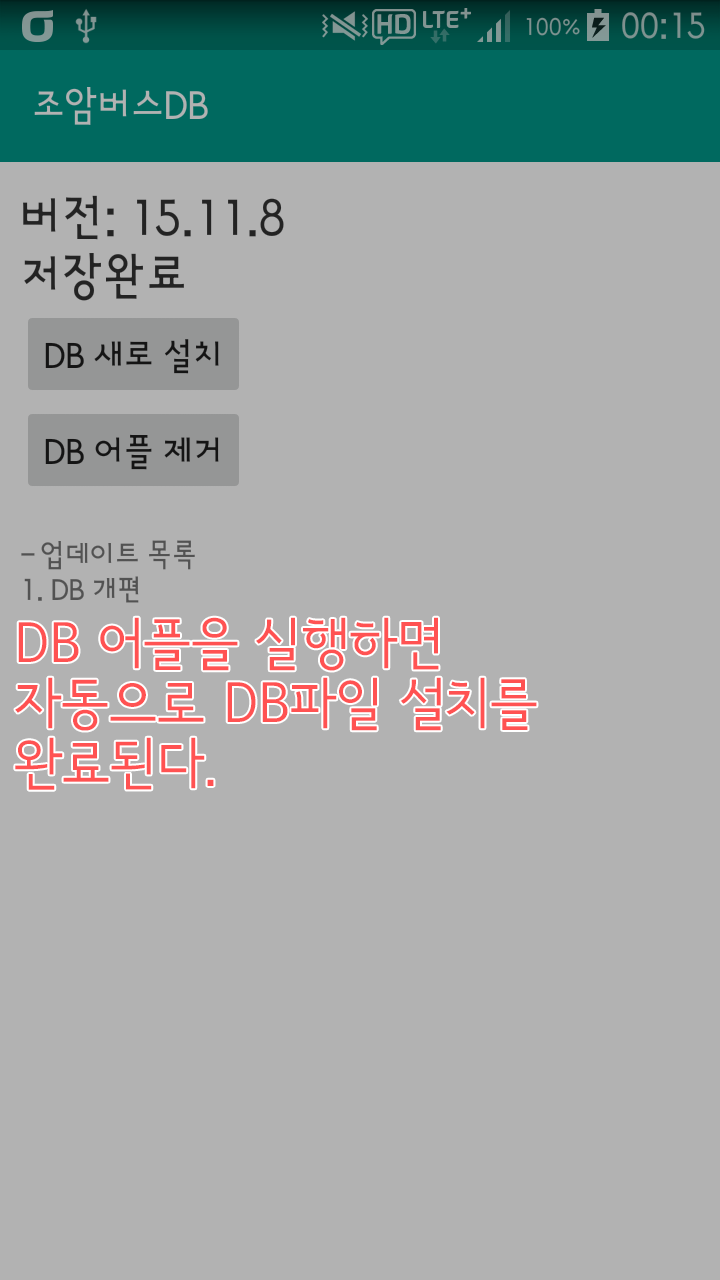 HD LTE+ 100% 00:15
조암버스DB
버전: 15.11.8
저장완료
DB 새로 설치
DB 어플 제거
-업데이트 목록
1. DB 개편
DB 어플을 실행하면
자동으로 DB파일 설치를
완료된다.